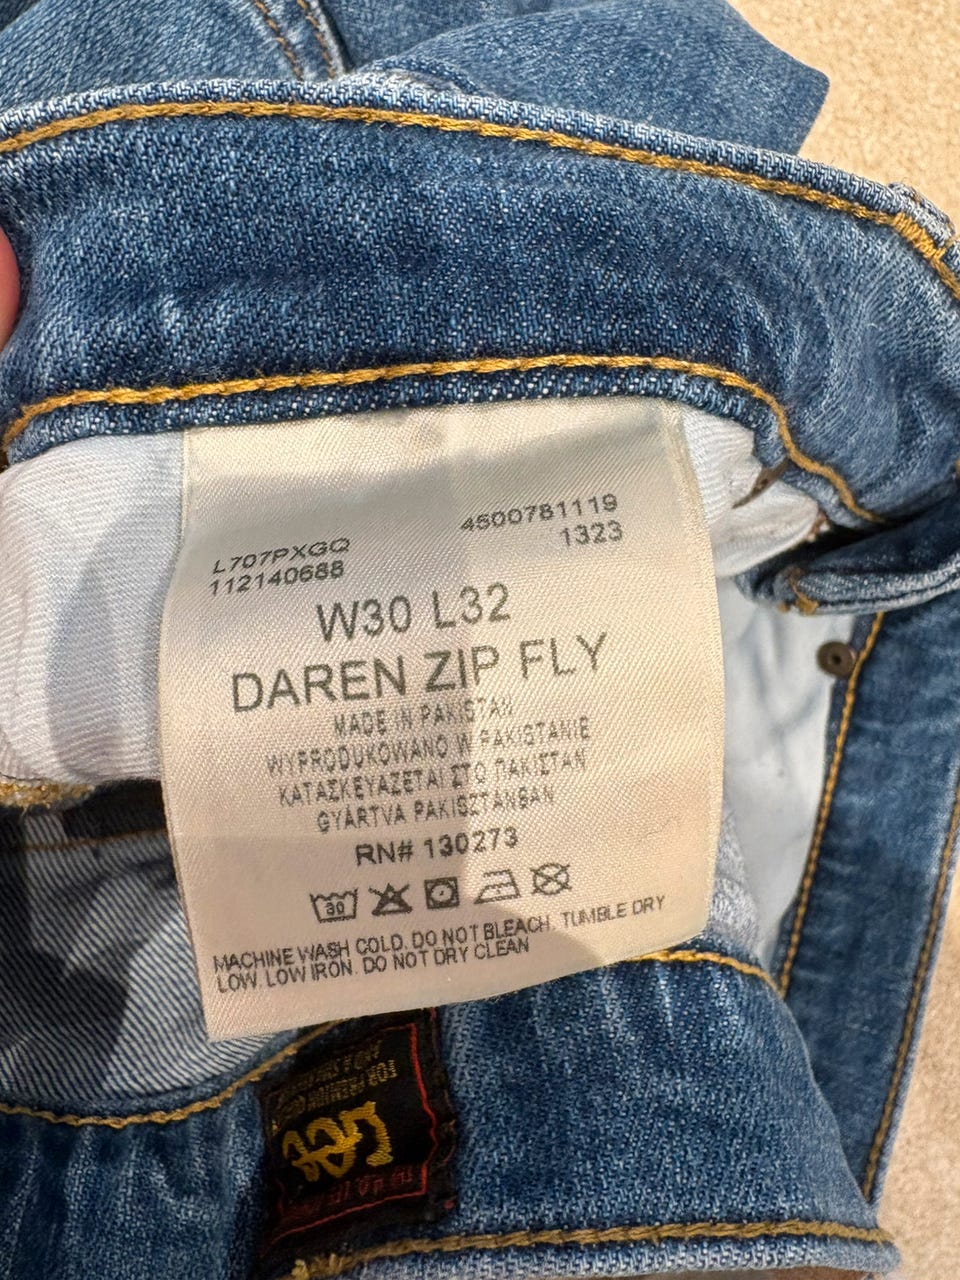 L707PXGQ
112140688
4500781119
1323
W30 L32
DAREN ZIP FLY
MADE IN PAKISTAN
WYPRODUKOWANO W PAKISTANIE
ΚΑΤΑΣΚΕΥΑΖΕΤΑΙ ΣΤΟ ΠΑΚΙΣΤΑΝ
GYÁRTVA PAKISZTÁNBAN
RN# 130273
30
MACHINE WASH COLD. DO NOT BLEACH. TUMBLE DRY
LOW. LOW IRON. DO NOT DRY CLEAN
Lee